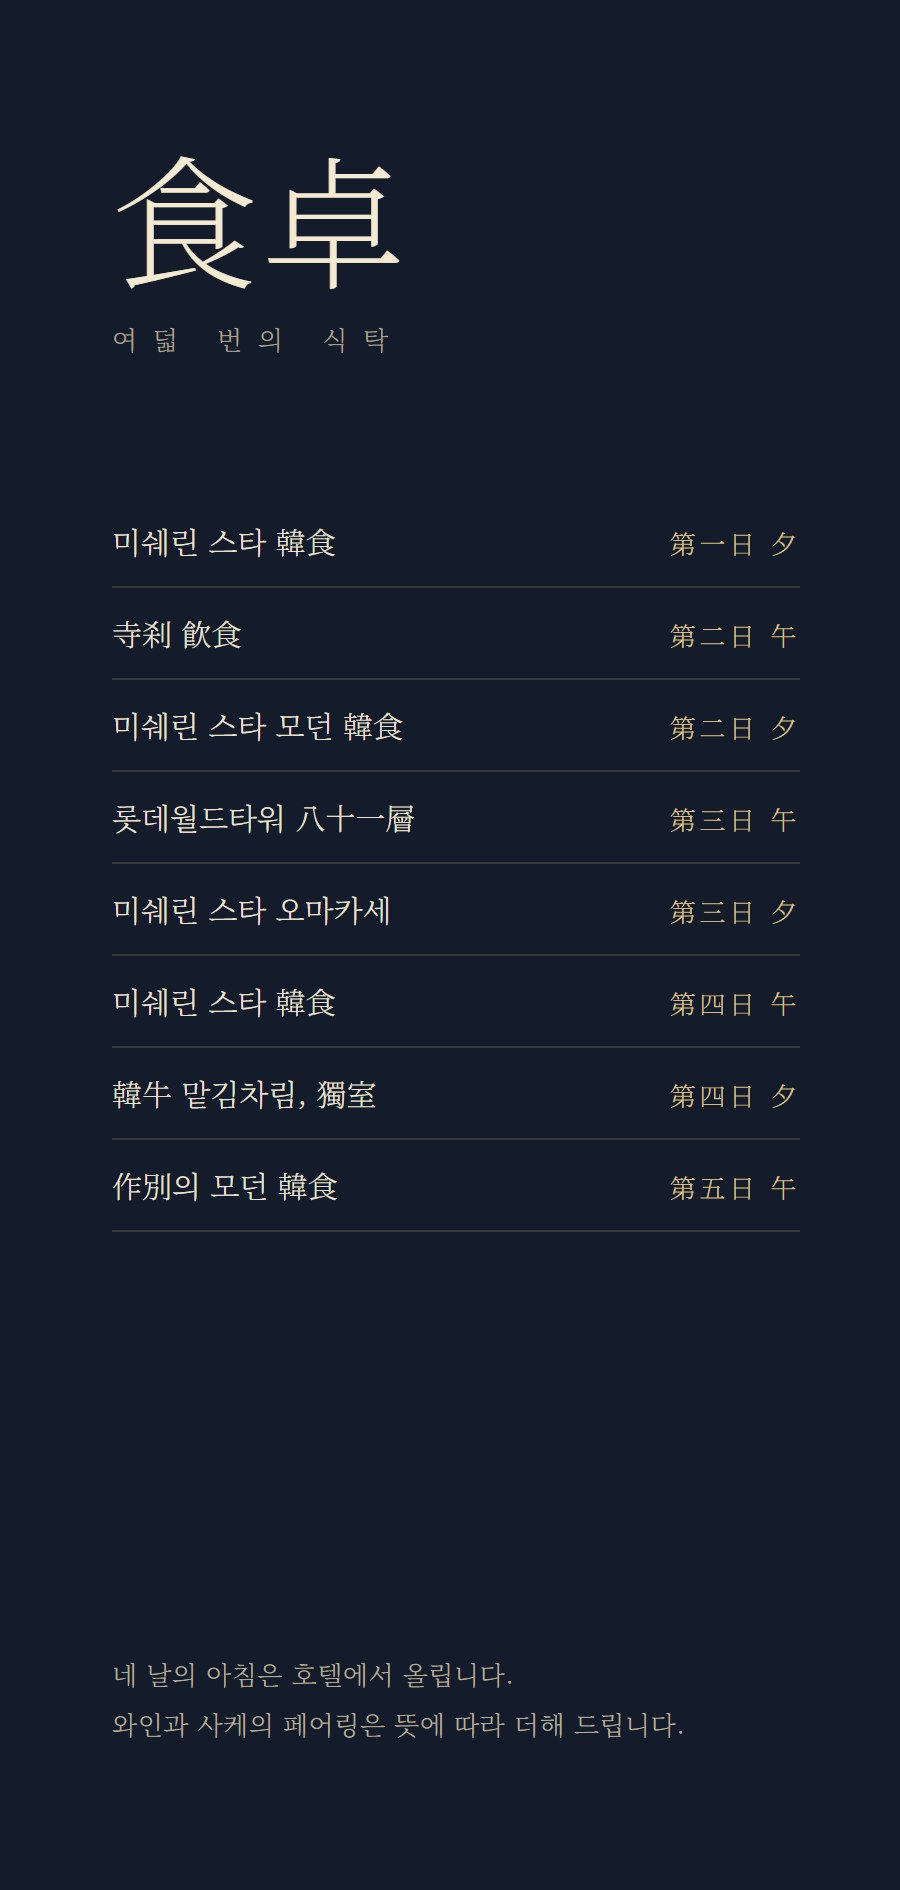 食卓
여덟 번의 식탁
미쉐린 스타 韓食 第一日 夕
寺刹 飮食 第二日 午
미쉐린 스타 모던 韓食 第二日 夕
롯데월드타워 八十一層 第三日 午
미쉐린 스타 오마카세 第三日 夕
미쉐린 스타 韓食 第四日 午
韓牛 맡김차림, 獨室 第四日 夕
作別의 모던 韓食 第五日 午
네 날의 아침은 호텔에서 올립니다.
와인과 사케의 페어링은 뜻에 따라 더해 드립니다.